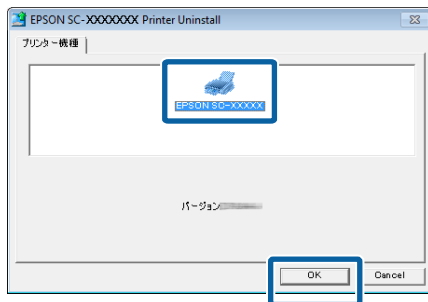 EPSON SC-XXXXXXX Printer Uninstall
プリンター機種
EPSON SC-XXXXX
バージョン
OK
Cancel